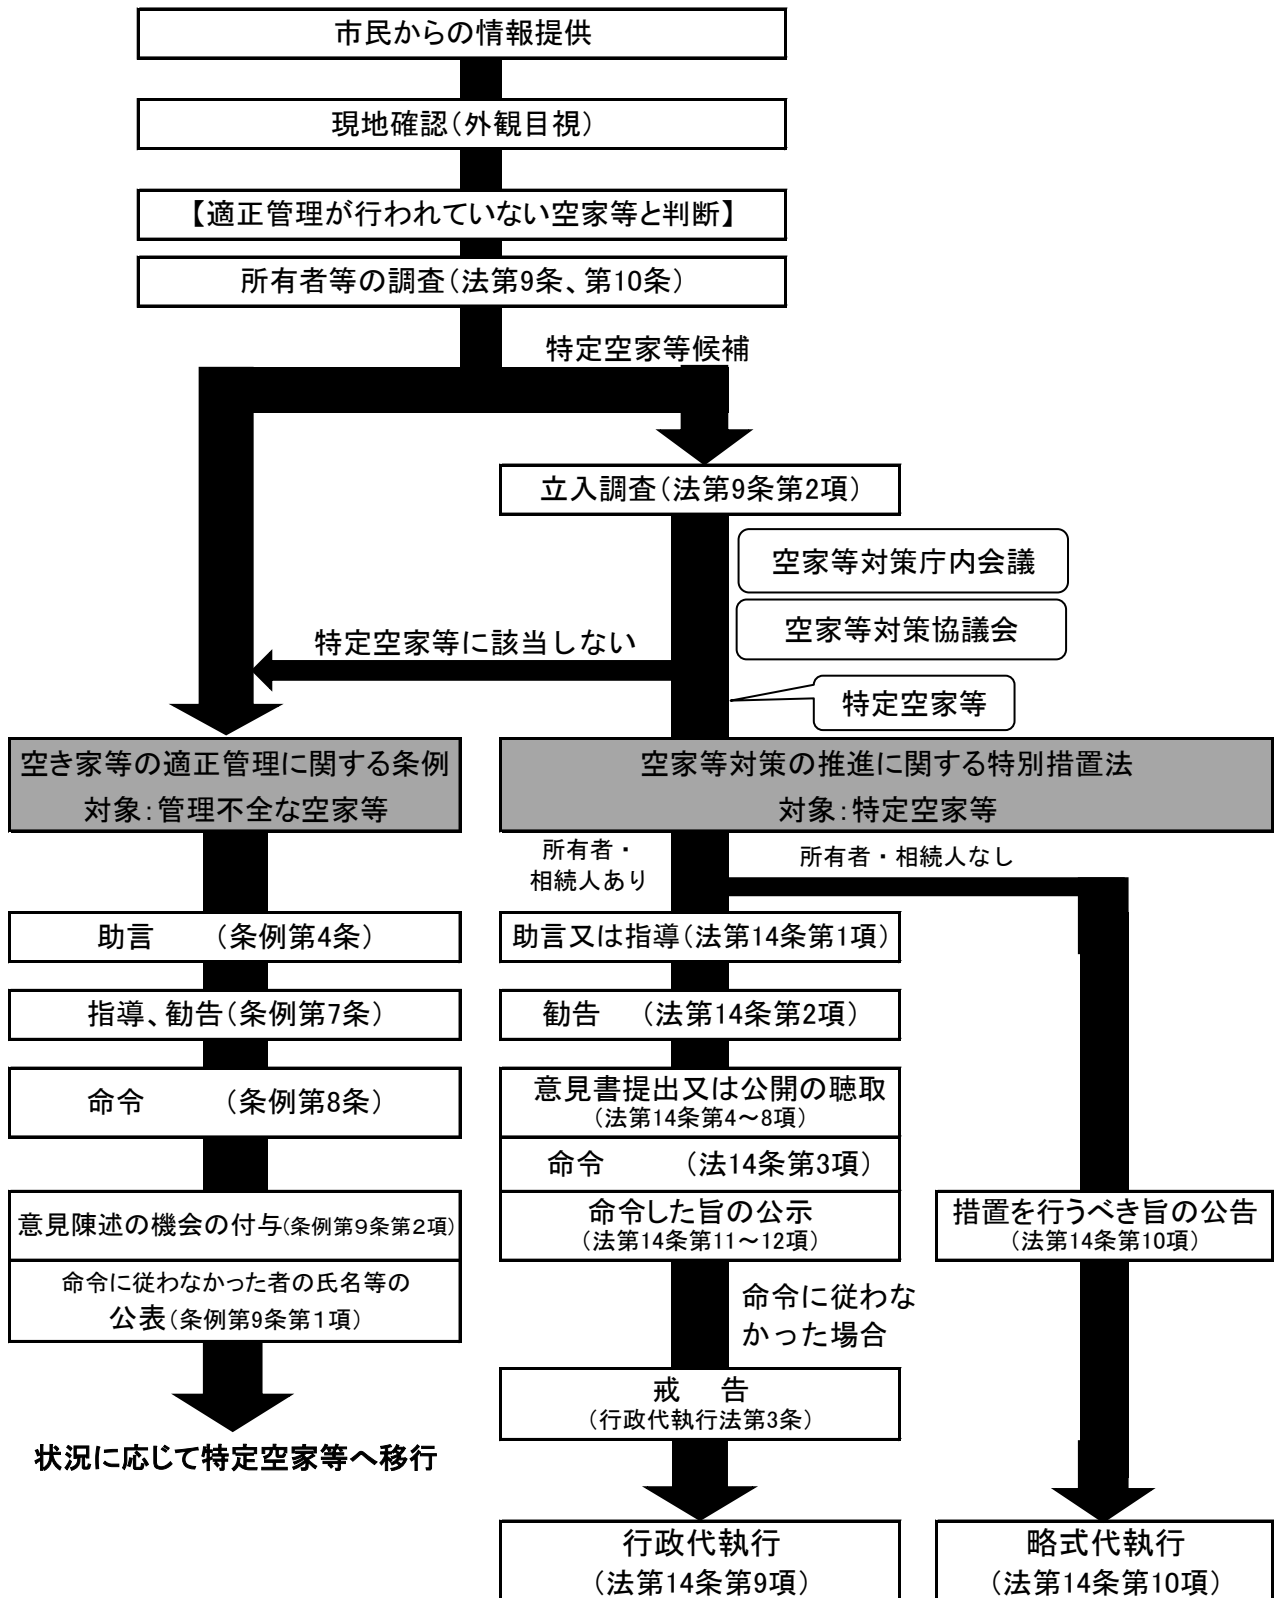 市民からの情報提供
現地確認（外観目視）
【適正管理が行われていない空家等と判断】
所有者等の調査（法第9条、第10条）
特定空家等候補
立入調査（法第9条第2項）
空家等対策庁内会議
空家等対策協議会
特定空家等に該当しない
特定空家等
空き家等の適正管理に関する条例
対象：管理不全な空家等
空家等対策の推進に関する特別措置法
対象：特定空家等
所有者・
相続人あり
所有者・相続人なし
助言　　（条例第4条）
指導、勧告（条例第7条）
命令　　　（条例第8条）
意見陳述の機会の付与（条例第９条第２項）
命令に従わなかった者の氏名等の
公表（条例第9条第１項）
状況に応じて特定空家等へ移行
助言又は指導（法第14条第1項）
勧告　（法第14条第2項）
意見書提出又は公開の聴取
（法第14条第4～8項）
命令　　　（法14条第3項）
命令した旨の公示
（法第14条第11～12項）
命令に従わな
かった場合
戒　告
（行政代執行法第3条）
行政代執行
（法第14条第9項）
措置を行うべき旨の公告
（法第14条第10項）
略式代執行
（法第14条第10項）